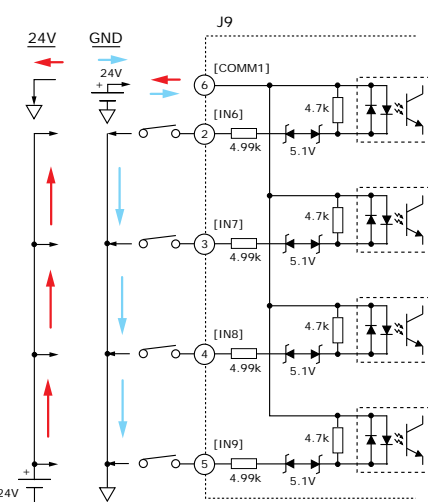 J9
24V GND
24V
[COMM1]
6
4.7k
[IN6]
2
4.99k
5.1V
4.7k
[IN7]
3
4.99k
5.1V
4.7k
[IN8]
4
4.99k
5.1V
4.7k
[IN9]
5
4.99k
5.1V
+
24V
+